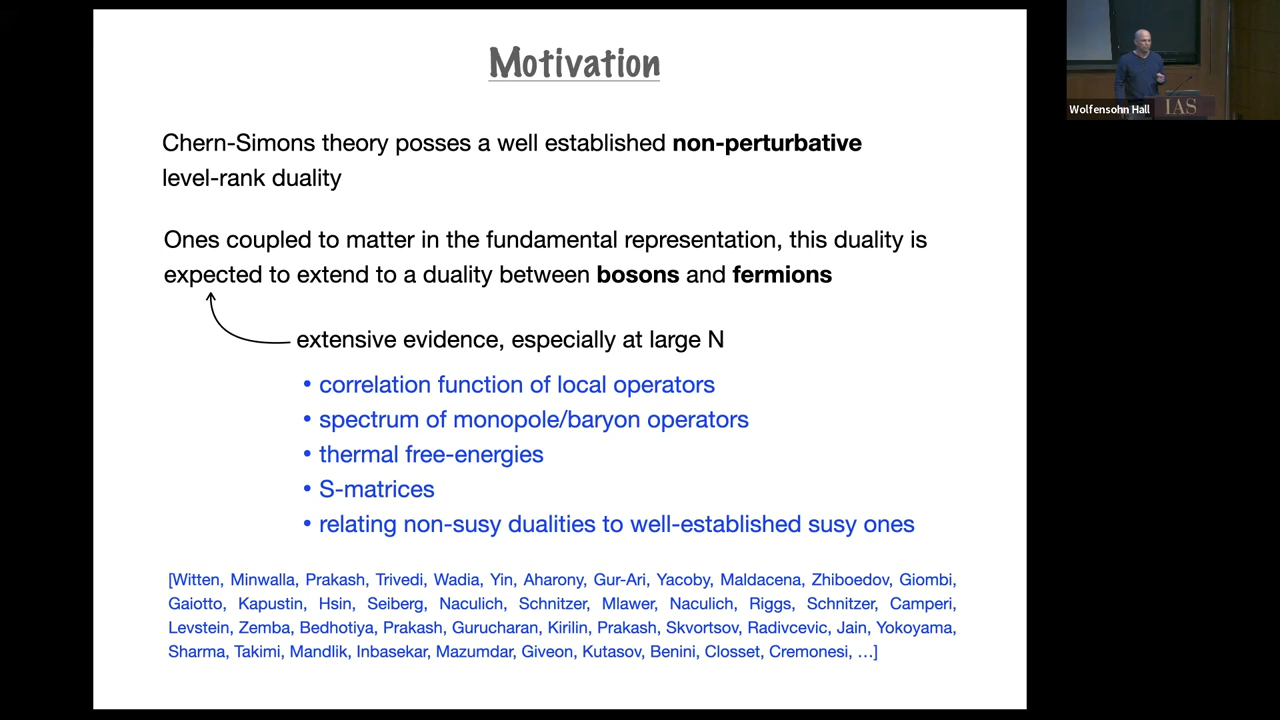 Motivation
Chern-Simons theory posses a well established non-perturbative
level-rank duality
Ones coupled to matter in the fundamental representation, this duality is
expected to extend to a duality between bosons and fermions
extensive evidence, especially at large N
• correlation function of local operators
• spectrum of monopole/baryon operators
• thermal free-energies
• S-matrices
• relating non-susy dualities to well-established susy ones
[Witten, Minwalla, Prakash, Trivedi, Wadia, Yin, Aharony, Gur-Ari, Yacoby, Maldacena, Zhiboedov, Giombi,
Gaiotto, Kapustin, Hsin, Seiberg, Naculich, Schnitzer, Mlawer, Naculich, Riggs, Schnitzer, Camperi,
Levstein, Zemba, Bedhotiya, Prakash, Gurucharan, Kirilin, Prakash, Skvortsov, Radivcevic, Jain, Yokoyama,
Sharma, Takimi, Mandlik, Inbasekar, Mazumdar, Giveon, Kutasov, Benini, Closset, Cremonesi, …]
Wolfensohn Hall
IAS